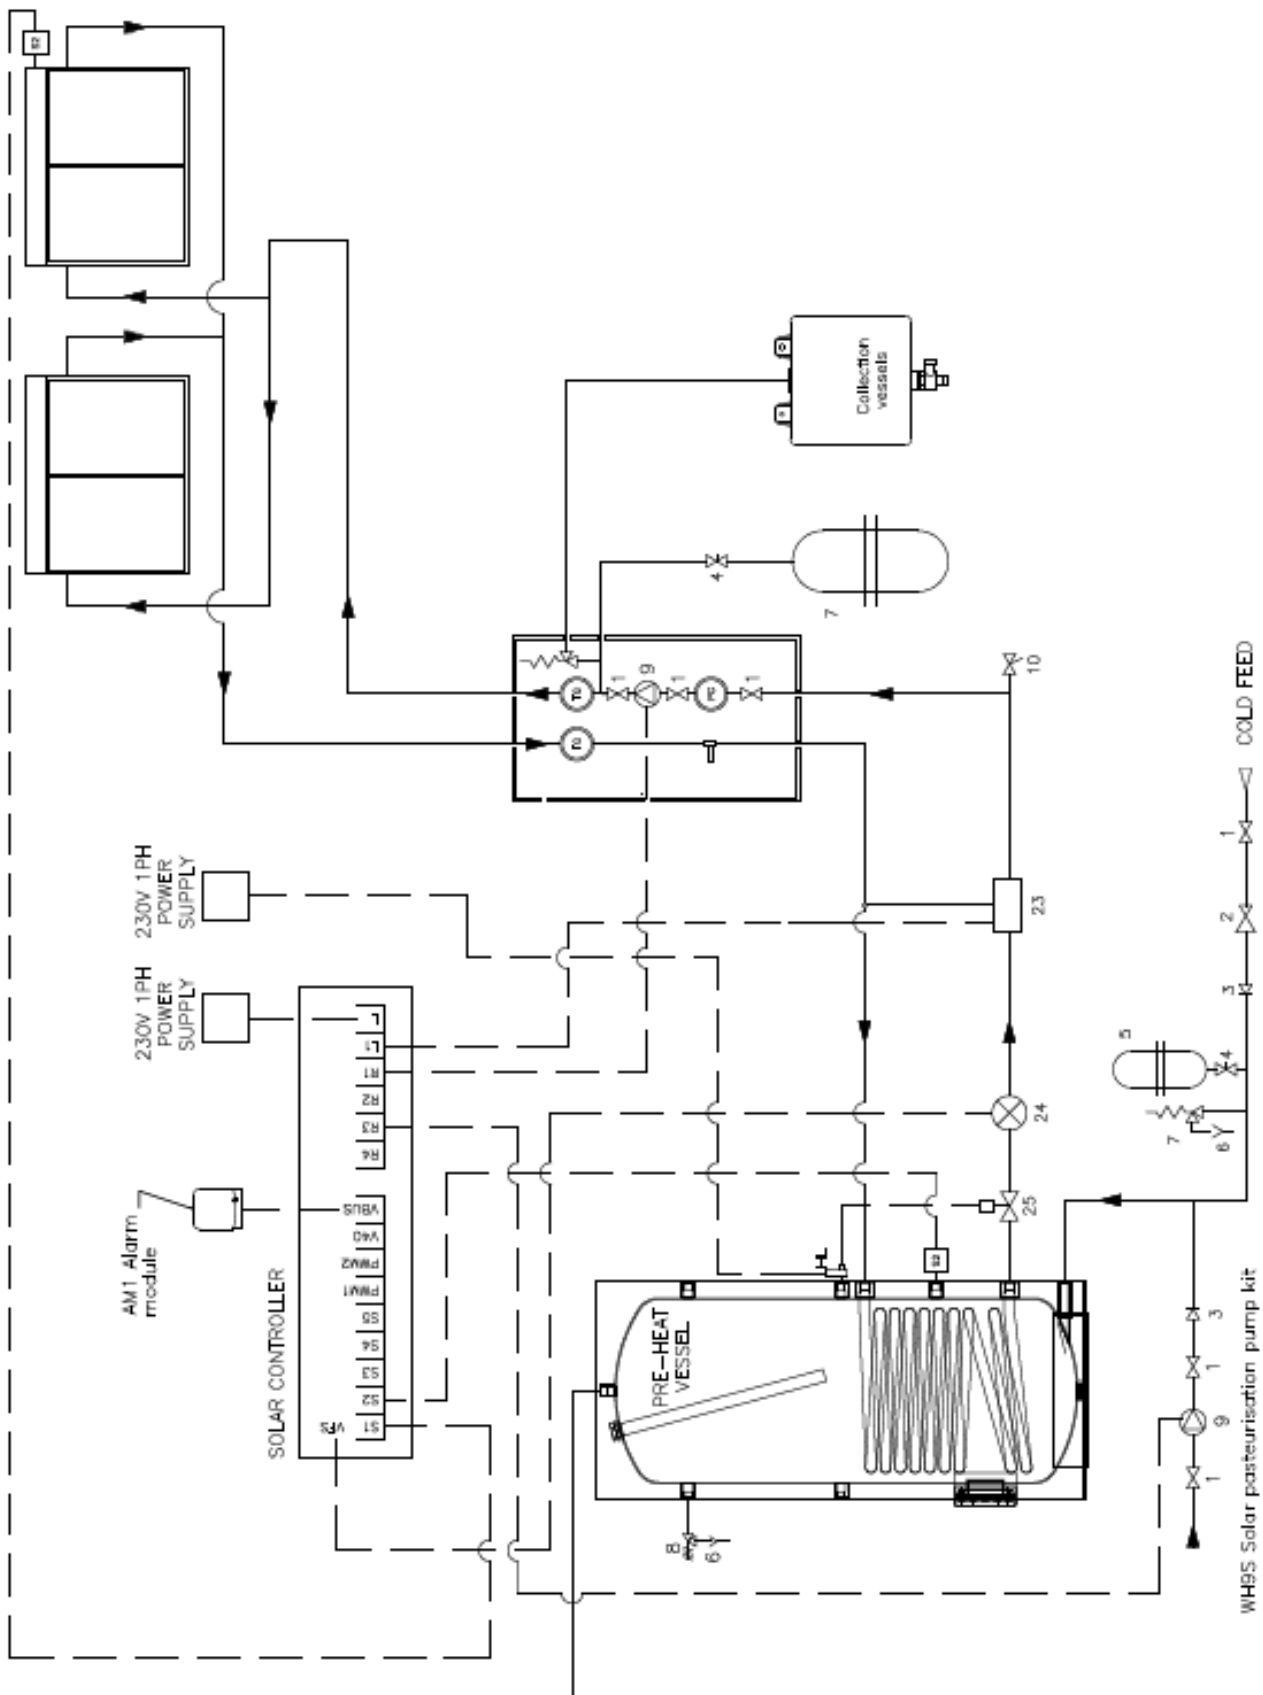 S2
230V 1PH
POWER
SUPPLY
230V 1PH
POWER
SUPPLY
AM1 Alarm
module
SOLAR CONTROLLER
VFS
S1
S2
S3
S4
S5
PWM1
PWM2
V40
VBUS
R4
R3
R2
R1
L1
L
1
9
1
1
4
7
Collection
vessels
10
23
24
25
S2
PRE-HEAT
VESSEL
8
6
COLD FEED
1
2
3
4
5
7
6
3
1
9
1
WH9S Solar pasteurisation pump kit